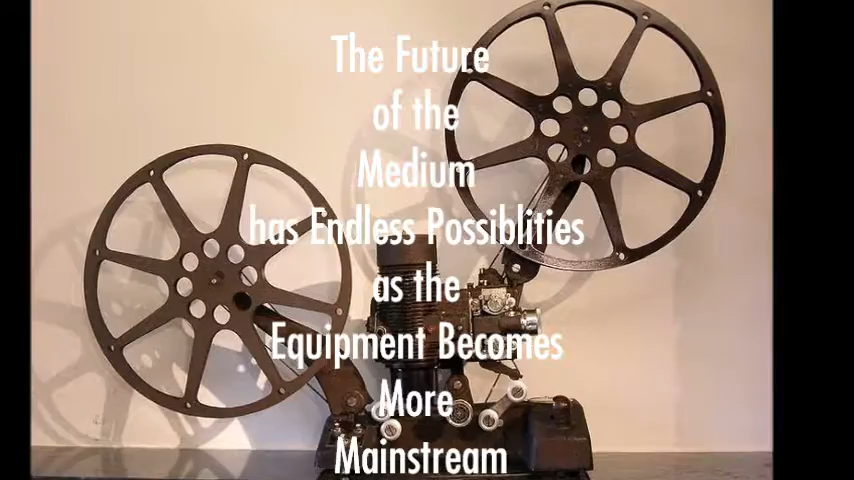 The Future
of the
Medium
has Endless Possiblities
as the
Equipment Becomes
More
Mainstream